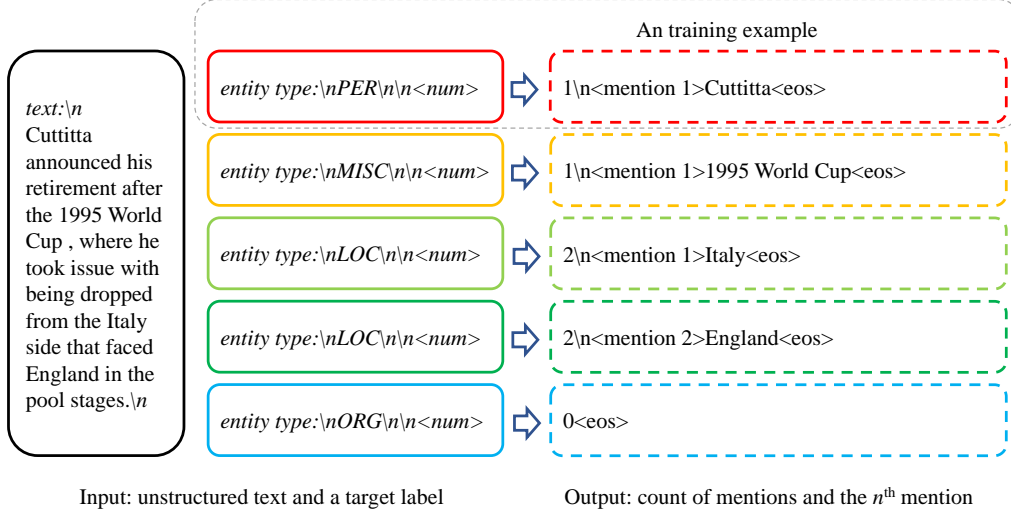 An training example
text:\n
Cuttitta
announced his
retirement after
the 1995 World
Cup , where he
took issue with
being dropped
from the Italy
side that faced
England in the
pool stages.\n
entity type:\nPER\n\n<num>
1\n<mention 1>Cuttitta<eos>
entity type:\nMISC\n\n<num>
1\n<mention 1>1995 World Cup<eos>
entity type:\nLOC\n\n<num>
2\n<mention 1>Italy<eos>
entity type:\nLOC\n\n<num>
2\n<mention 2>England<eos>
entity type:\nORG\n\n<num>
0<eos>
Input: unstructured text and a target label
Output: count of mentions and the nth mention